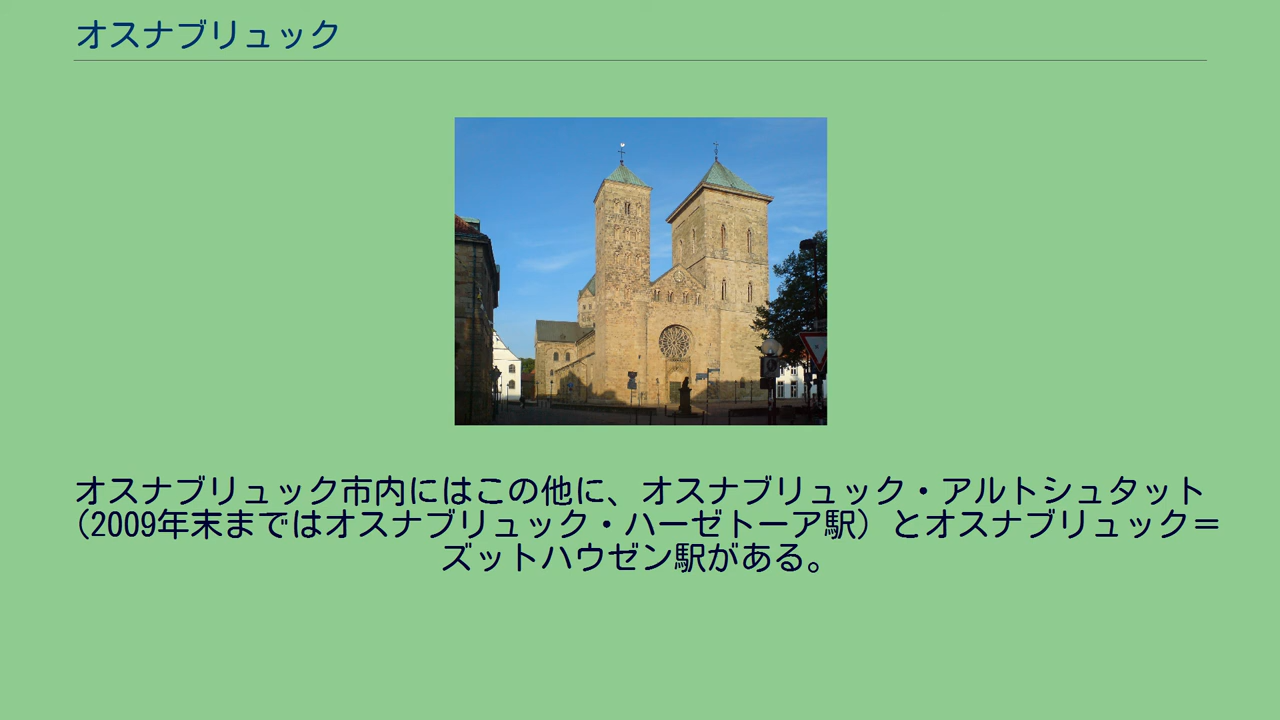 オスナブリュック
オスナブリュック市内にはこの他に、オスナブリュック・アルトシュタット
（2009年末まではオスナブリュック・ハーゼトーア駅）とオスナブリュック＝
ズットハウゼン駅がある。